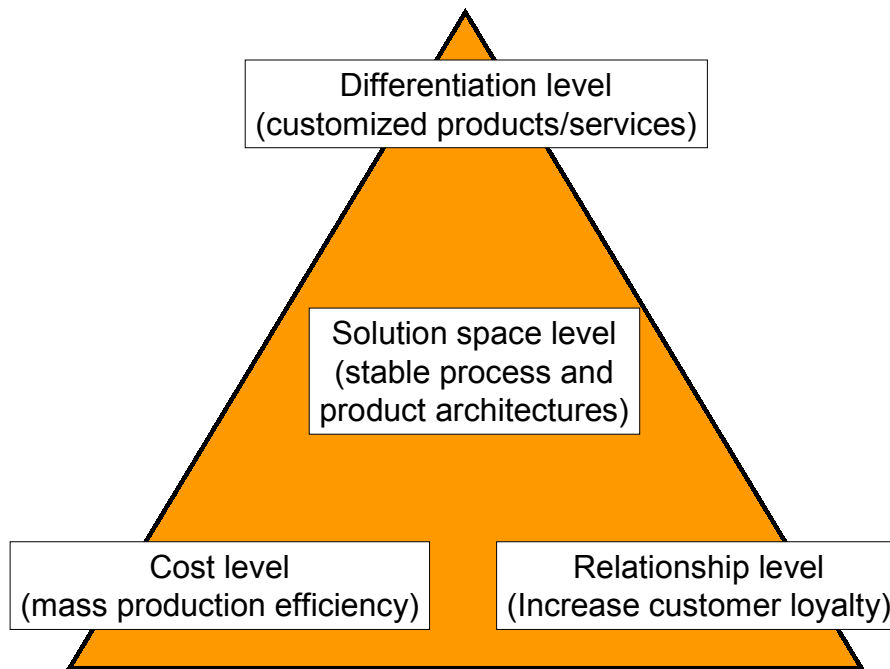 Differentiation level
(customized products/services)
Solution space level
(stable process and
product architectures)
Cost level
(mass production efficiency)
Relationship level
(Increase customer loyalty)